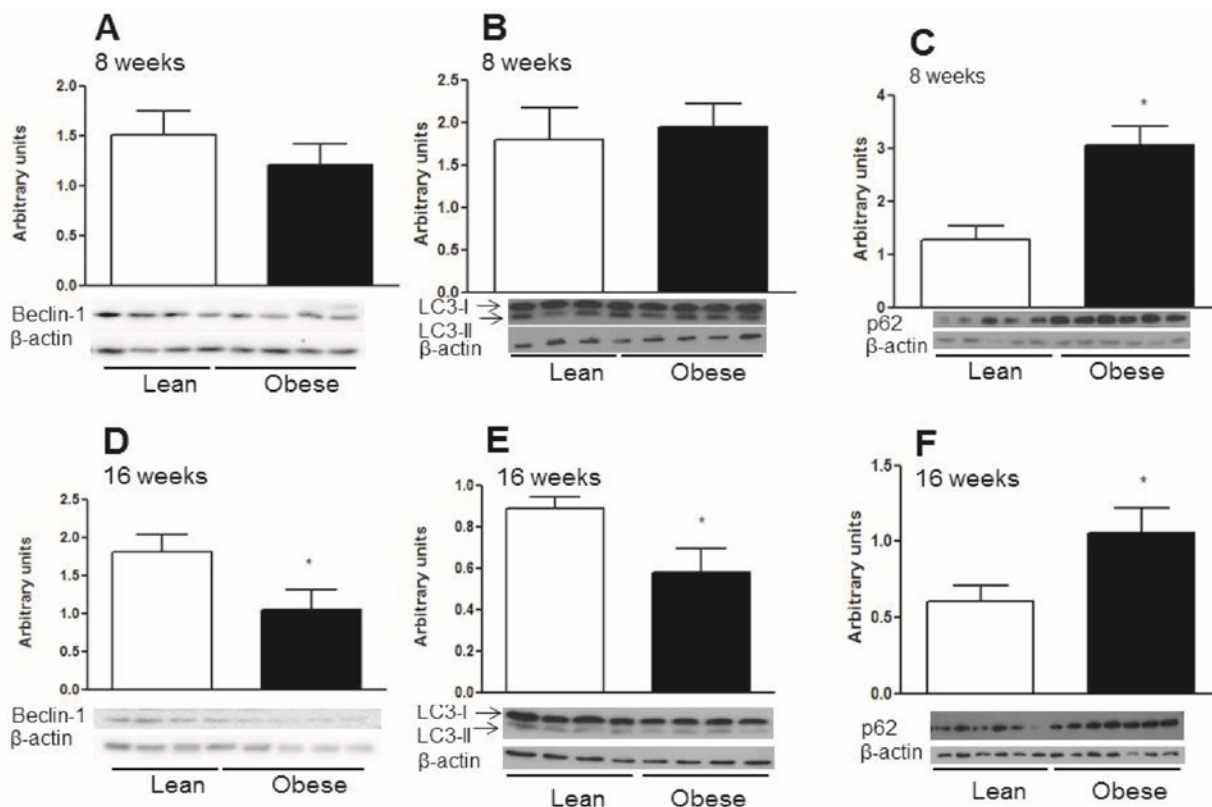 A
8 weeks
Arbitrary units
2.0
1.5
1.0
0.5
0.0
Beclin-1
β-actin
Lean
Obese
B
8 weeks
Arbitrary units
2.5
2.0
1.5
1.0
0.5
0.0
LC3-I
LC3-II
β-actin
Lean
Obese
C
8 weeks
Arbitrary units
4
3
2
1
0
*
p62
β-actin
Lean
Obese
D
16 weeks
Arbitrary units
2.5
2.0
1.5
1.0
0.5
0.0
*
Beclin-1
β-actin
Lean
Obese
E
16 weeks
Arbitrary units
1.0
0.8
0.6
0.4
0.2
0.0
*
LC3-I
LC3-II
β-actin
Lean
Obese
F
16 weeks
Arbitrary units
1.5
1.0
0.5
0.0
*
p62
β-actin
Lean
Obese